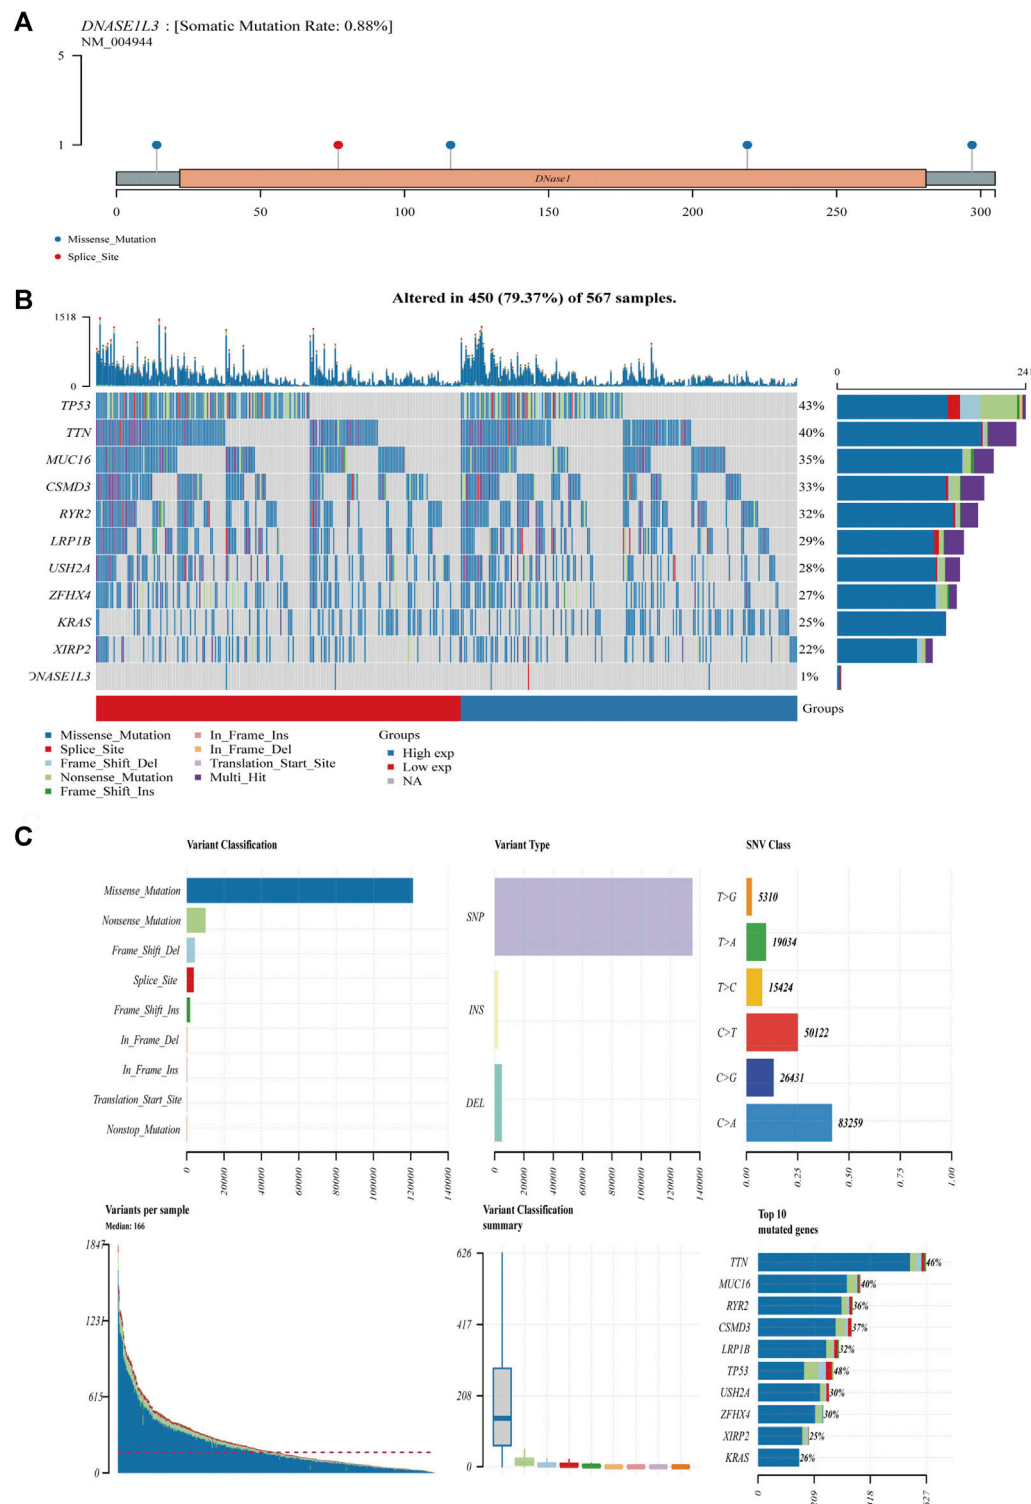 A
DNASE1L3 : [Somatic Mutation Rate: 0.88%]
NM_004944
5
1
DNase1
0 50 100 150 200 250 300
Missense_Mutation
Splice_Site
B
Altered in 450 (79.37%) of 567 samples.
1518
0
0 241
TP53 43%
TTN 40%
MUC16 35%
CSMD3 33%
RYR2 32%
LRP1B 29%
USH2A 28%
ZFHX4 27%
KRAS 25%
XIRP2 22%
DNASE1L3 1%
Groups
Missense_Mutation
Splice_Site
Frame_Shift_Del
Nonsense_Mutation
Frame_Shift_Ins
In_Frame_Ins
In_Frame_Del
Translation_Start_Site
Multi_Hit
Groups
High exp
Low exp
NA
C
Variant Classification
Missense_Mutation
Nonsense_Mutation
Frame_Shift_Del
Splice_Site
Frame_Shift_Ins
In_Frame_Del
In_Frame_Ins
Translation_Start_Site
Nonstop_Mutation
0 20000 40000 60000 80000 100000 120000 140000
Variant Type
SNP
INS
DEL
0 20000 40000 60000 80000 100000 120000 140000
SNV Class
T>G 5310
T>A 19034
T>C 15424
C>T 50122
C>G 26431
C>A 83259
0.00 0.25 0.50 0.75 1.00
Variants per sample
Median: 166
1847
1231
615
0
Variant Classification
summary
626
417
208
0
Top 10
mutated genes
TTN 46%
MUC16 40%
RYR2 36%
CSMD3 37%
LRP1B 32%
TP53 48%
USH2A 30%
ZFHX4 30%
XIRP2 25%
KRAS 26%
0 209 418 627